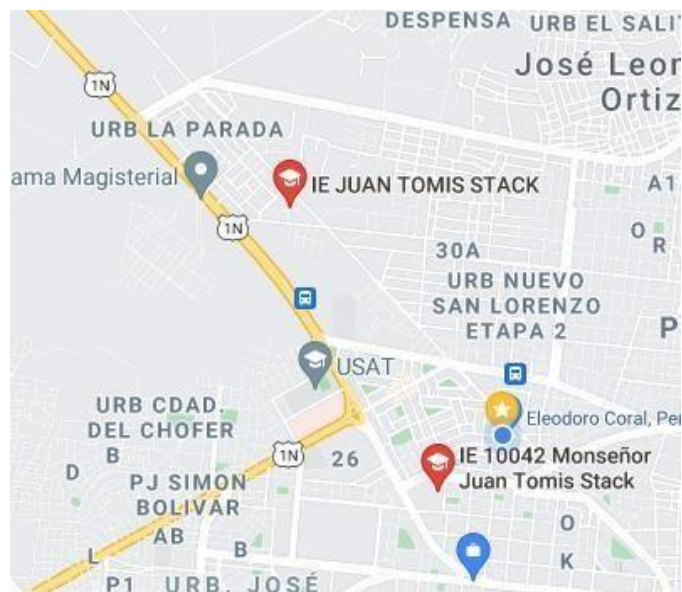 DESPENSA
URB EL SALIT
José Leon
Ortiz
1N
URB LA PARADA
ama Magisterial
IE JUAN TOMIS STACK
A1
1N
O
R
30A
URB NUEVO
SAN LORENZO
ETAPA 2
P
USAT
URB CDAD.
DEL CHOFER
Eleodoro Coral, Per
B
1N
26
IE 10042 Monseñor
Juan Tomis Stack
D
PJ SIMON
BOLIVAR
O
AB
B
K
L
P1
URB. JOSÉ